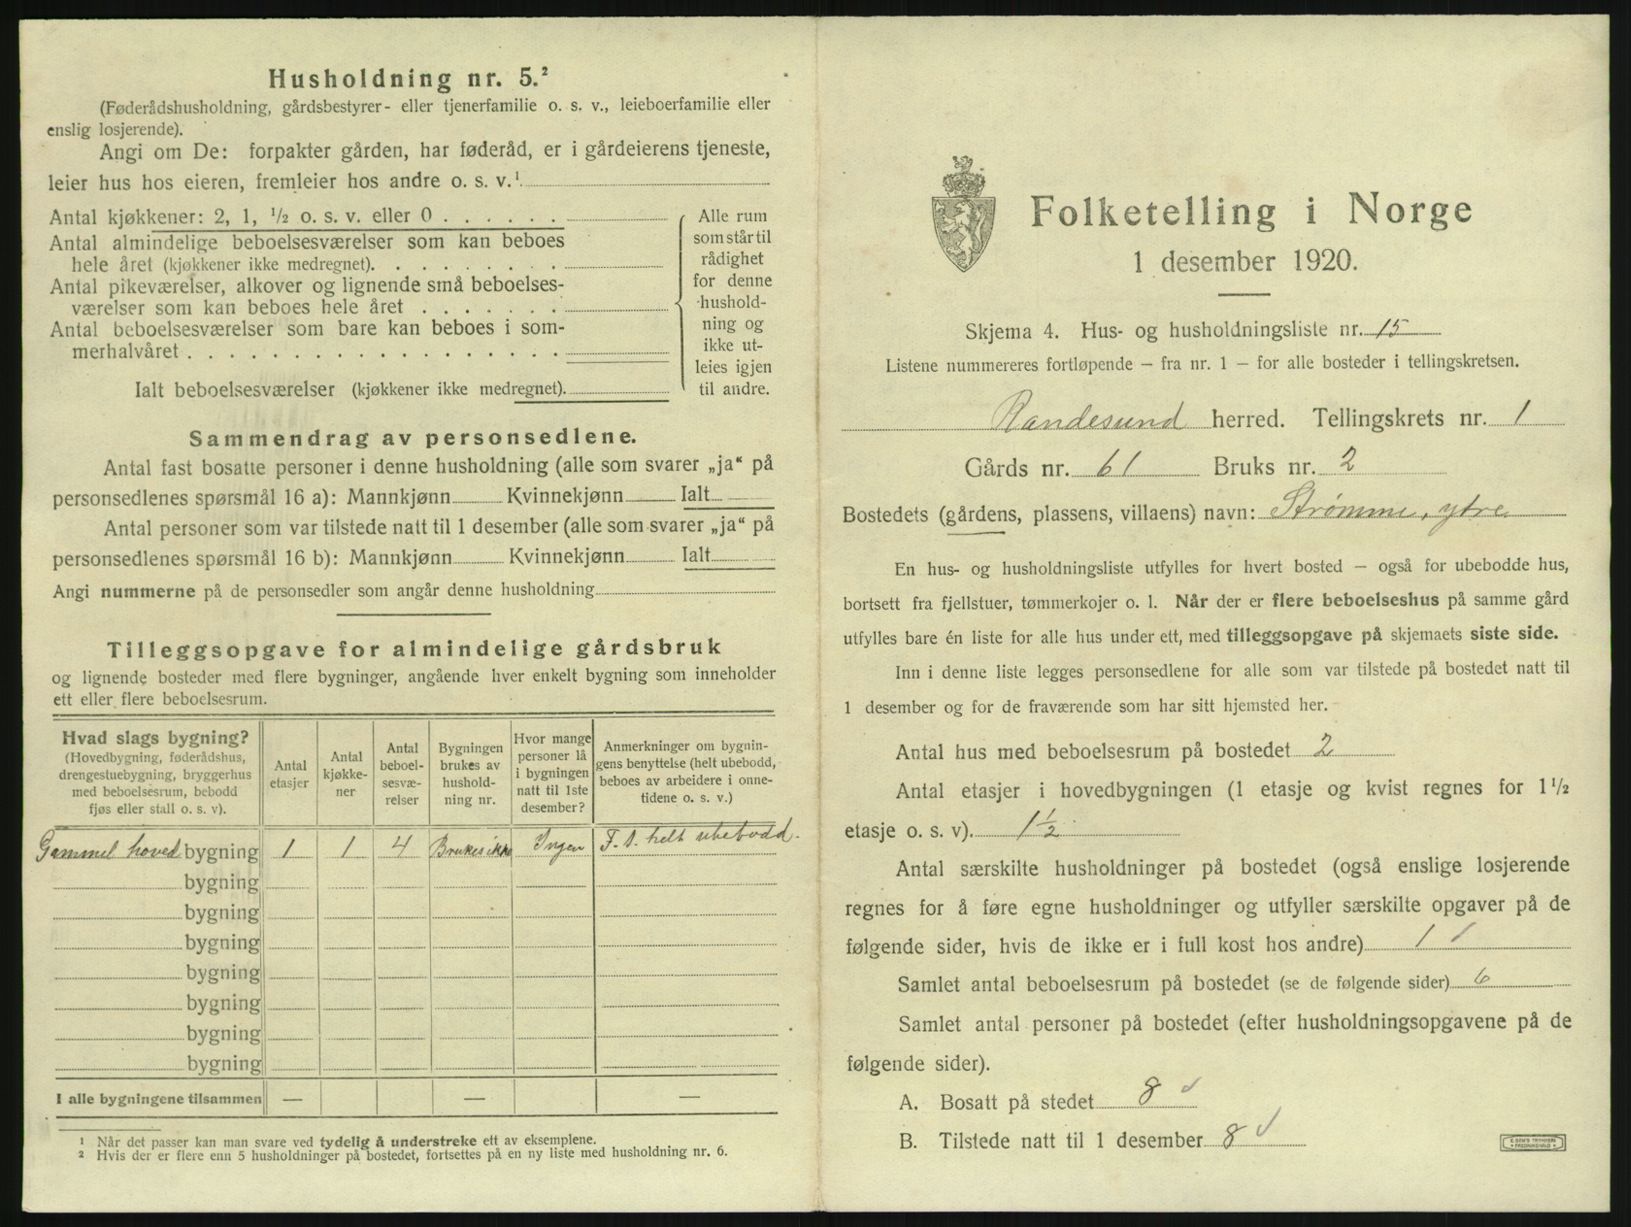 Husholdning nr. 5.²
(Føderådshusholdning, gårdsbestyrer- eller tjenerfamilie o. s. v., leieboerfamilie eller
enslig losjerende).
Angi om De: forpakter gården, har føderåd, er i gårdeierens tjeneste,
leier hus hos eieren, fremleier hos andre o. s. v.¹
Antal kjøkkener: 2, 1, ½ o. s. v. eller 0 . . . . . .
Antal almindelige beboelsesværelser som kan beboes
hele året (kjøkkener ikke medregnet). . . . . . . . .
Antal pikeværelser, alkover og lignende små beboelses-
værelser som kan beboes hele året . . . . . . .
Antal beboelsesværelser som bare kan beboes i som-
merhalvåret . . . . . . . . . . . . . . . . . .
Ialt beboelsesværelser (kjøkkener ikke medregnet).
Alle rum
som står til
rådighet
for denne
hushold-
ning og
ikke ut-
leies igjen
til andre.
Sammendrag av personsedlene.
Antal fast bosatte personer i denne husholdning (alle som svarer „ja“ på
personsedlenes spørsmål 16 a): Mannkjønn Kvinnekjønn Ialt
Antal personer som var tilstede natt til 1 desember (alle som svarer „ja“ på
personsedlenes spørsmål 16 b): Mannkjønn Kvinnekjønn Ialt
Angi nummerne på de personsedler som angår denne husholdning
Tilleggsopgave for almindelige gårdsbruk
og lignende bosteder med flere bygninger, angående hver enkelt bygning som inneholder
ett eller flere beboelsesrum.
Hvad slags bygning?
(Hovedbygning, føderådshus,
drengestuebygning, bryggerhus
med beboelsesrum, bebodd
fjøs eller stall o. s. v).
Antal
etasjer
Antal
kjøkke-
ner
Antal
beboel-
sesvæ-
relser
Bygningen
brukes av
hushold-
ning nr.
Hvor mange
personer lå
i bygningen
natt til 1ste
desember?
Anmerkninger om bygnin-
gens benyttelse (helt ubebodd,
beboes av arbeidere i onne-
tidene o. s. v.)
Gammel hoved bygning 1 1 4 Brukes ikke Ingen F. t. helt ubebodd.
bygning
bygning
bygning
bygning
bygning
bygning
bygning
I alle bygningene tilsammen — — —
¹ Når det passer kan man svare ved tydelig å understreke ett av eksemplene.
² Hvis der er flere enn 5 husholdninger på bostedet, fortsettes på en ny liste med husholdning nr. 6.
Folketelling i Norge
1 desember 1920.
Skjema 4. Hus- og husholdningsliste nr. 15
Listene nummereres fortløpende – fra nr. 1 – for alle bosteder i tellingskretsen.
Randesund herred. Tellingskrets nr. 1
Gårds nr. 61 Bruks nr. 2
Bostedets (gårdens, plassens, villaens) navn: Strømme, ytre
En hus- og husholdningsliste utfylles for hvert bosted – også for ubebodde hus,
bortsett fra fjellstuer, tømmerkojer o. l. Når der er flere beboelseshus på samme gård
utfylles bare én liste for alle hus under ett, med tilleggsopgave på skjemaets siste side.
Inn i denne liste legges personsedlene for alle som var tilstede på bostedet natt til
1 desember og for de fraværende som har sitt hjemsted her.
Antal hus med beboelsesrum på bostedet 2
Antal etasjer i hovedbygningen (1 etasje og kvist regnes for 1½
etasje o. s. v). 1½
Antal særskilte husholdninger på bostedet (også enslige losjerende
regnes for å føre egne husholdninger og utfyller særskilte opgaver på de
følgende sider, hvis de ikke er i full kost hos andre) 1
Samlet antal beboelsesrum på bostedet (se de følgende sider) 6
Samlet antal personer på bostedet (efter husholdningsopgavene på de
følgende sider).
A. Bosatt på stedet 8
B. Tilstede natt til 1 desember 8